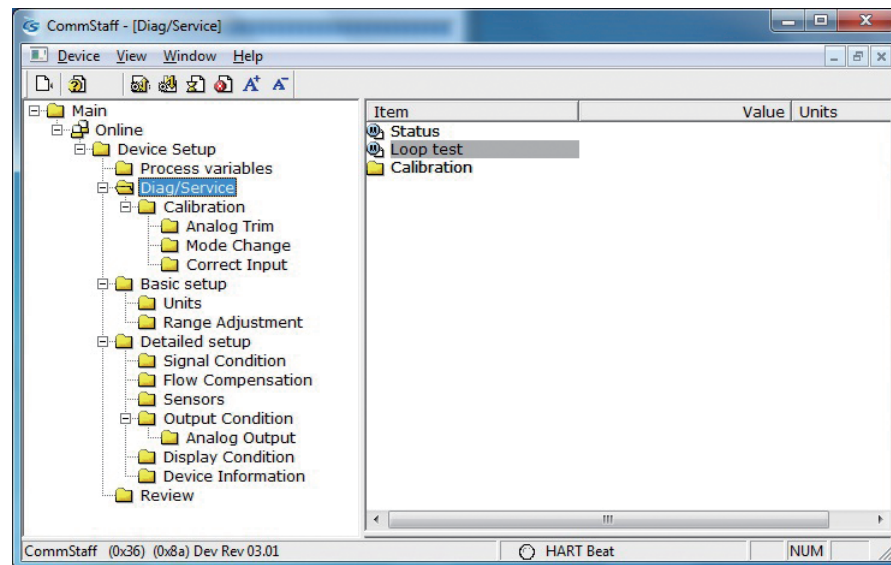 CommStaff - [Diag/Service]
Device View Window Help
Main
Online
Device Setup
Process variables
Diag/Service
Calibration
Analog Trim
Mode Change
Correct Input
Basic setup
Units
Range Adjustment
Detailed setup
Signal Condition
Flow Compensation
Sensors
Output Condition
Analog Output
Display Condition
Device Information
Review
Item Value Units
Status
Loop test
Calibration
CommStaff (0x36) (0x8a) Dev Rev 03.01 HART Beat NUM